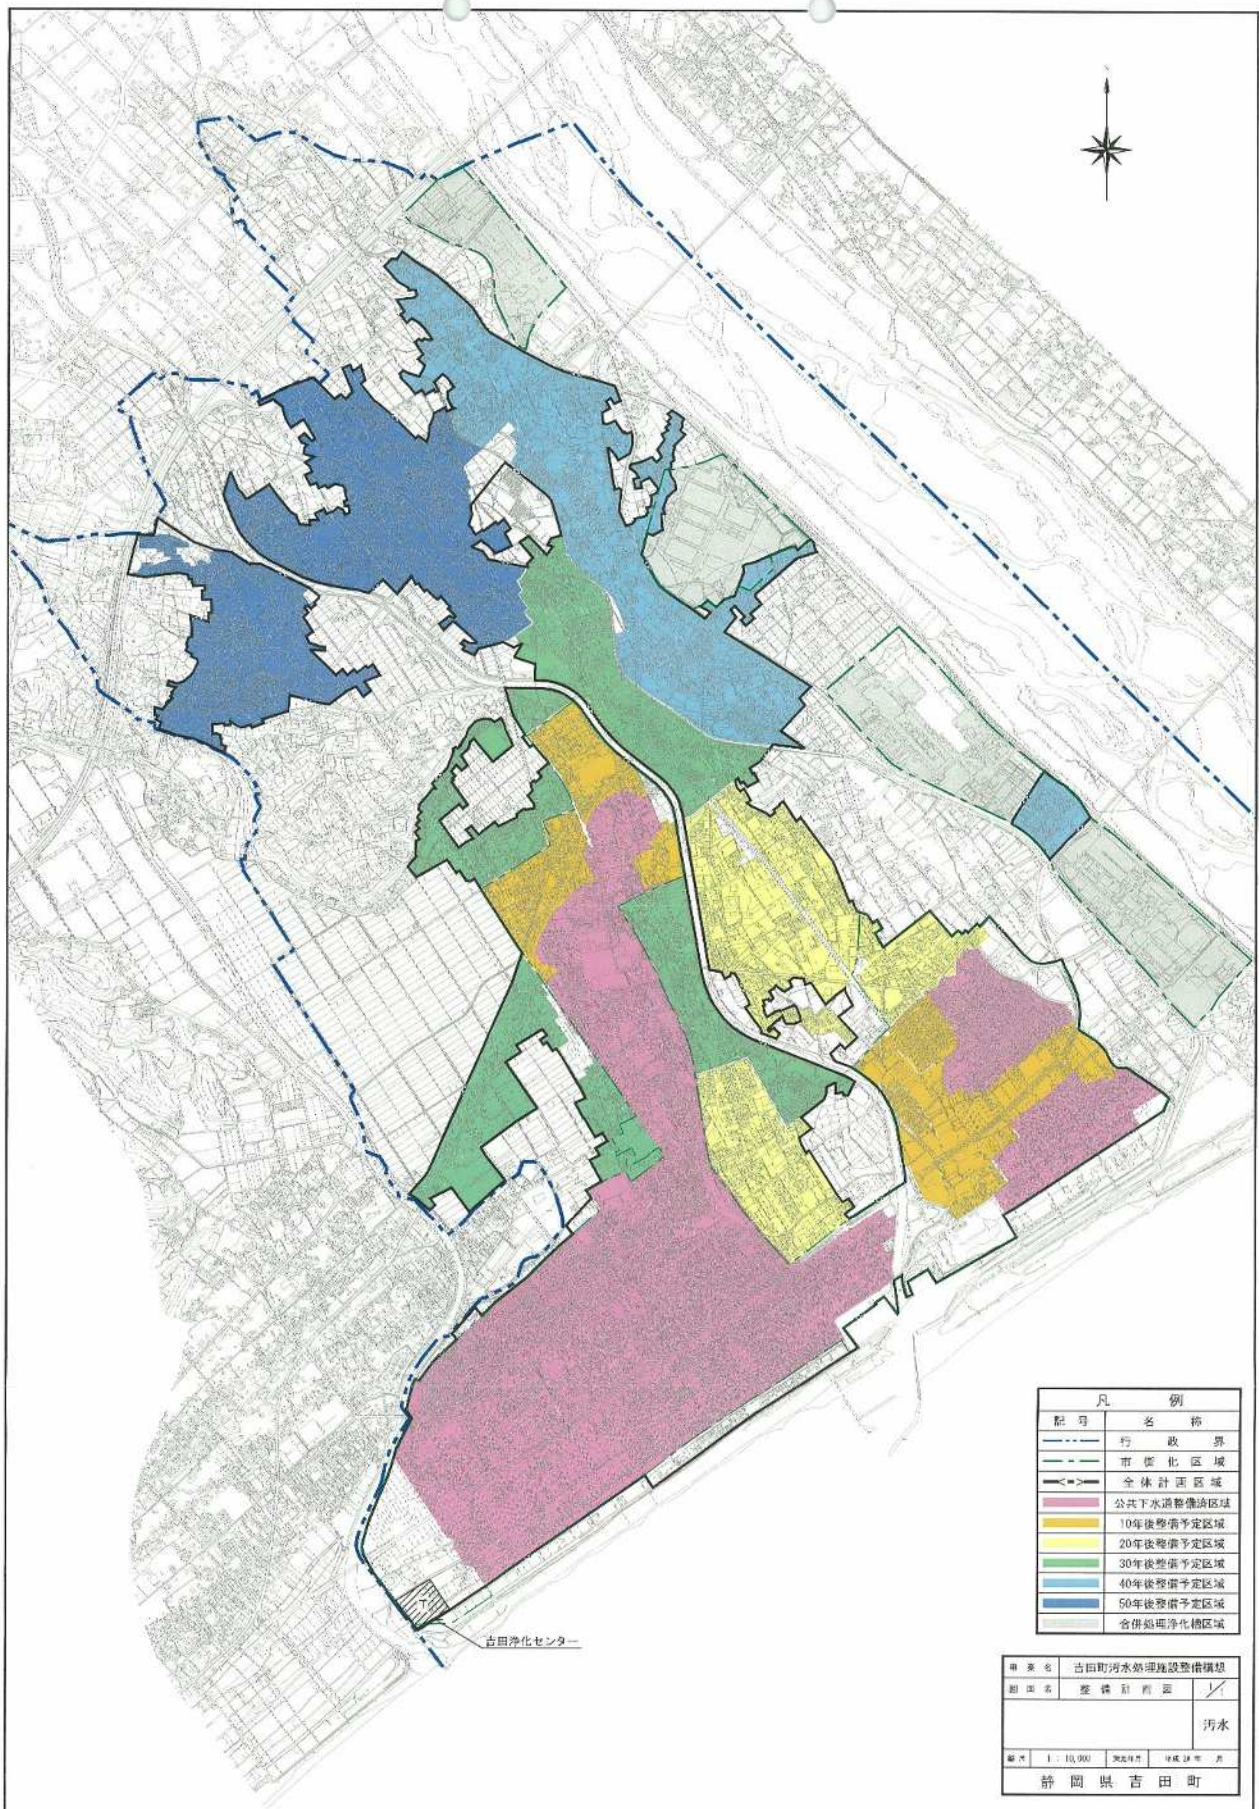 吉田浄化センター
凡 例
記号 名 称
行 政 界
市 街 化 区 域
全 体 計 画 区 域
公共下水道整備済区域
10年後整備予定区域
20年後整備予定区域
30年後整備予定区域
40年後整備予定区域
50年後整備予定区域
合併処理浄化槽区域
事 業 名 吉田町汚水処理施設整備構想
図 面 名 整 備 計 画 図 1/1
汚水
縮 尺 1 : 10,000
静 岡 県 吉 田 町